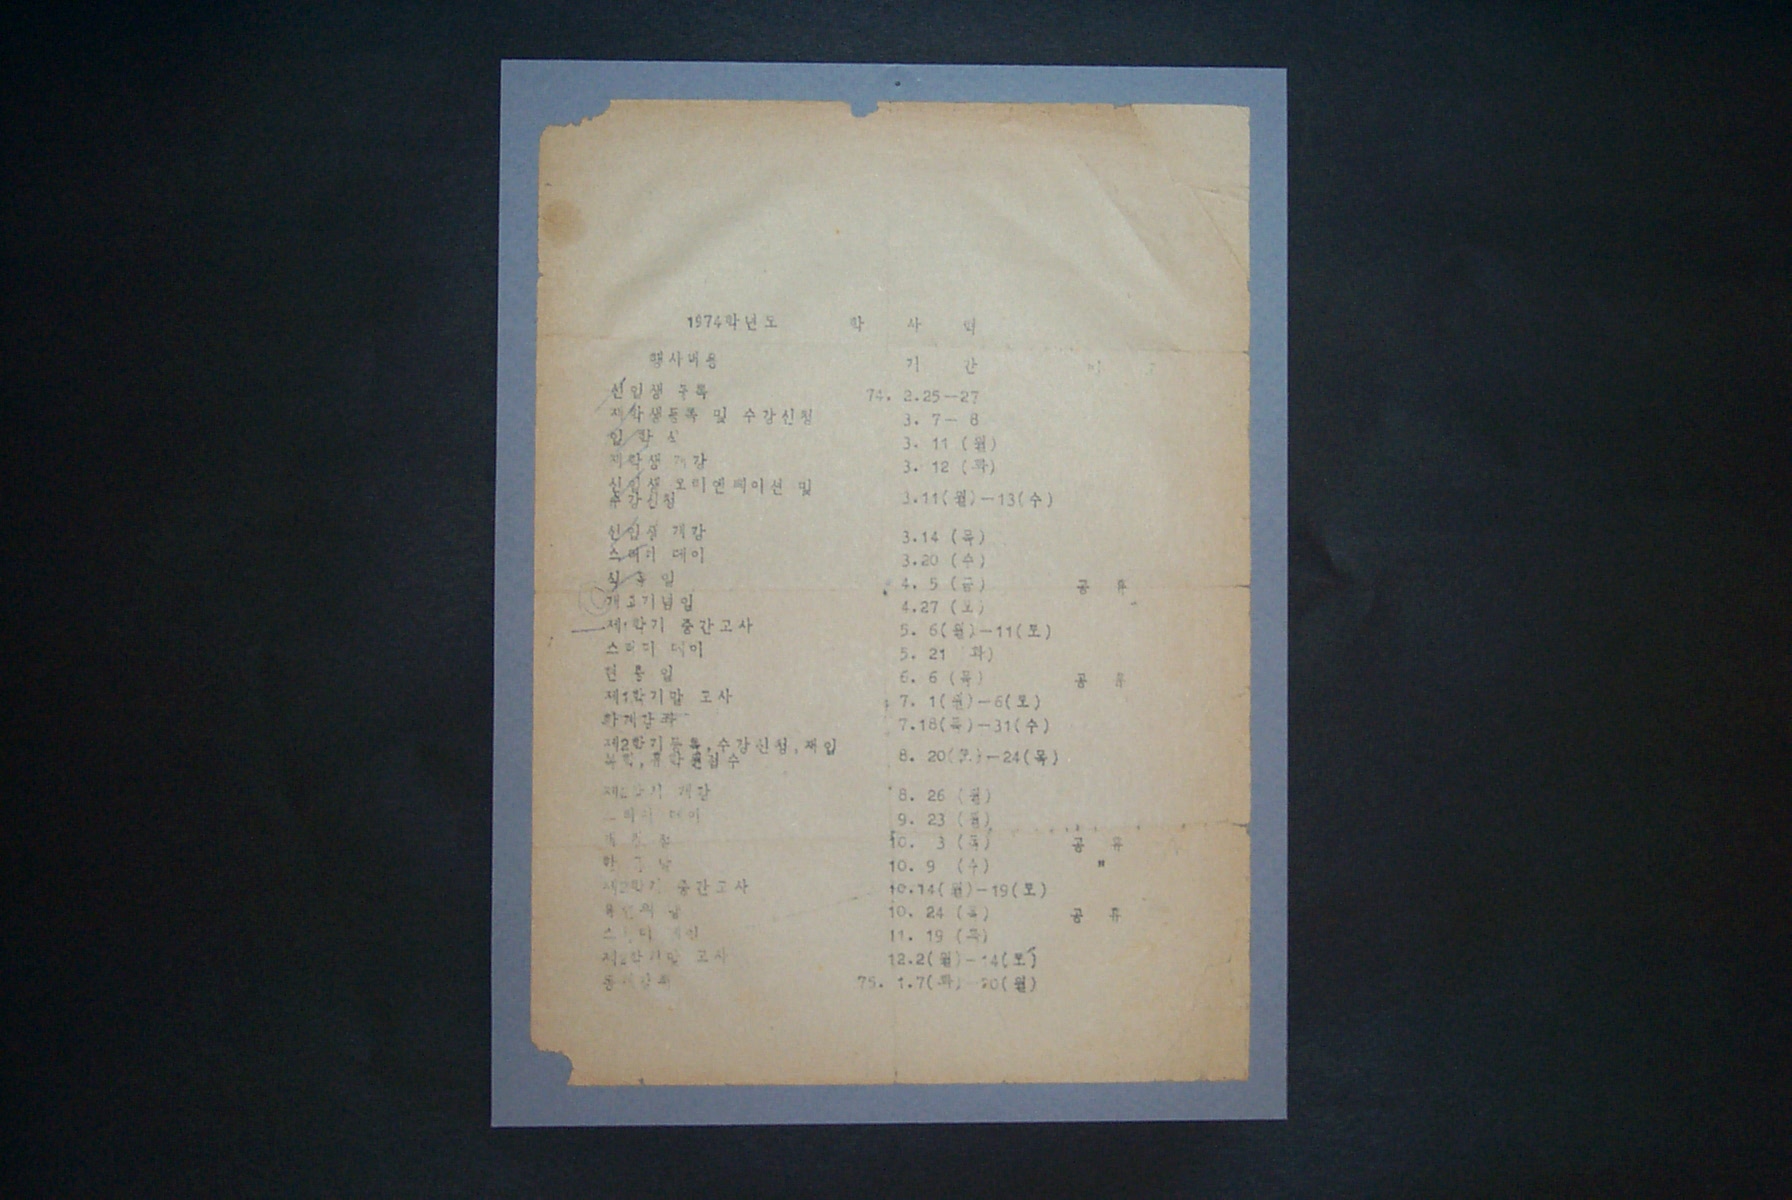 1974학년도 학 사 력
행사내용 기 간 비 고
신입생 등록 74. 2.25-27
재학생등록 및 수강신청 3. 7- 8
입 학 식 3. 11 (월)
재학생 개강 3. 12 (화)
신입생 오리엔테이션 및
수강신청 3.11(월)-13(수)
신입생 개강 3.14 (목)
스터디 데이 3.20 (수)
식 목 일 4. 5 (금) 공 휴
개교기념일 4.27 (토)
제1학기 중간고사 5. 6(월)-11(토)
스터디 데이 5. 21 화)
현 충 일 6. 6 (목) 공 휴
제1학기말 고사 7. 1(월)-6(토)
하계강좌 7.18(목)-31(수)
제2학기등록,수강신청,재입
복학,휴학원접수 8. 20( )-24(목)
제2학기 개강 8. 26 (월)
스터디 데이 9. 23 (월)
개 천 절 10. 3 (목) 공 휴
한 글 날 10. 9 (수) "
제2학기 중간고사 10.14(월)-19(토)
유엔의 날 10. 24 (목) 공 휴
스터디 데이 11. 19 ( )
제2학기말 고사 12.2(월)-14(토)
동계강좌 75. 1.7(화)-20(월)